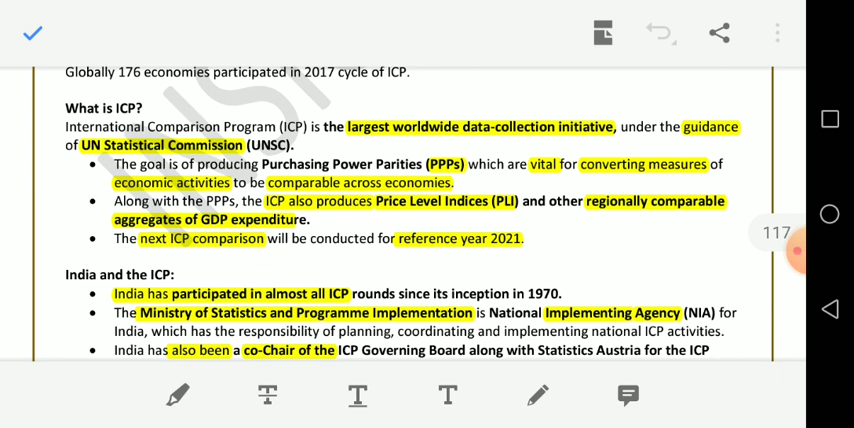 Globally 176 economies participated in 2017 cycle of ICP.
What is ICP?
International Comparison Program (ICP) is the largest worldwide data-collection initiative, under the guidance
of UN Statistical Commission (UNSC).
• The goal is of producing Purchasing Power Parities (PPPs) which are vital for converting measures of
economic activities to be comparable across economies.
• Along with the PPPs, the ICP also produces Price Level Indices (PLI) and other regionally comparable
aggregates of GDP expenditure.
• The next ICP comparison will be conducted for reference year 2021.
117
India and the ICP:
• India has participated in almost all ICP rounds since its inception in 1970.
• The Ministry of Statistics and Programme Implementation is National Implementing Agency (NIA) for
India, which has the responsibility of planning, coordinating and implementing national ICP activities.
• India has also been a co-Chair of the ICP Governing Board along with Statistics Austria for the ICP